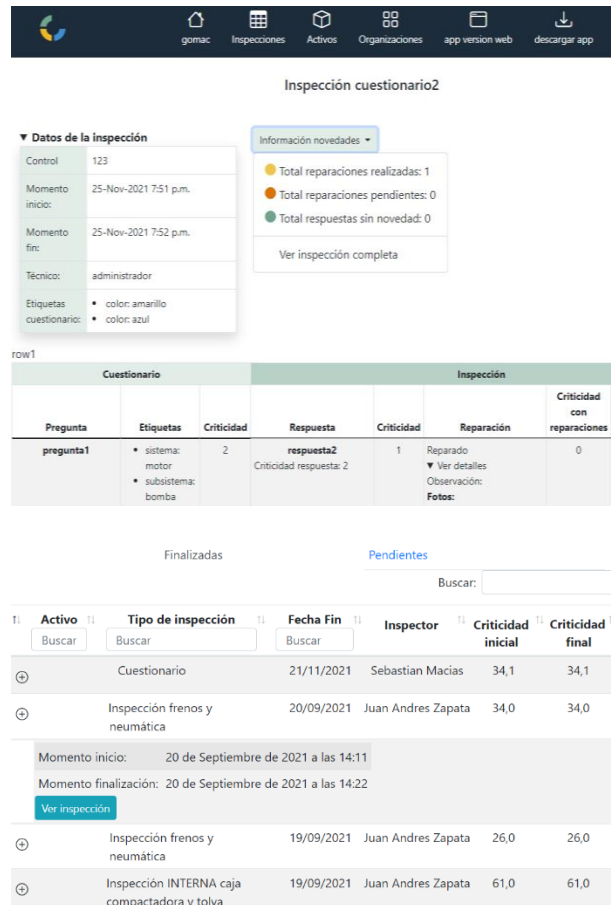 gomac Inspecciones Activos Organizaciones app version web descargar app
Inspección cuestionario2
▼ Datos de la inspección
Control 123
Momento inicio: 25-Nov-2021 7:51 p.m.
Momento fin: 25-Nov-2021 7:52 p.m.
Técnico: administrador
Etiquetas cuestionario: • color: amarillo
• color: azul
Información novedades
Total reparaciones realizadas: 1
Total reparaciones pendientes: 0
Total respuestas sin novedad: 0
Ver inspección completa
row1
Cuestionario Inspección
Pregunta Etiquetas Criticidad Respuesta Criticidad Reparación Criticidad con reparaciones
pregunta1 • sistema: motor • subsistema: bomba 2 respuesta2 Criticidad respuesta: 2 1 Reparado ▼ Ver detalles Observación: Fotos: 0
Finalizadas Pendientes
Buscar:
Activo Tipo de inspección Fecha Fin Inspector Criticidad inicial Criticidad final
Buscar Buscar Buscar
Cuestionario 21/11/2021 Sebastian Macias 34,1 34,1
Inspección frenos y neumática 20/09/2021 Juan Andres Zapata 34,0 34,0
Momento inicio: 20 de Septiembre de 2021 a las 14:11
Momento finalización: 20 de Septiembre de 2021 a las 14:22
Ver inspección
Inspección frenos y neumática 19/09/2021 Juan Andres Zapata 26,0 26,0
Inspección INTERNA caja compactadora y tolva 19/09/2021 Juan Andres Zapata 61,0 61,0